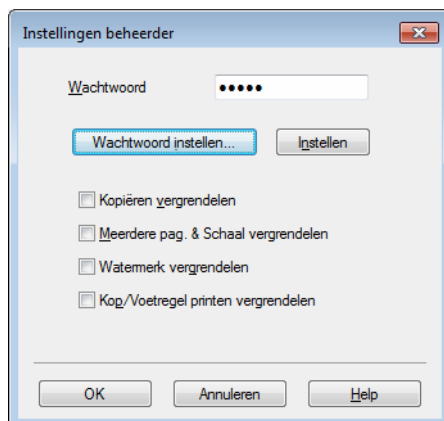 Instellingen beheerder
Wachtwoord •••••
Wachtwoord instellen... Instellen
Kopiëren vergrendelen
Meerdere pag. & Schaal vergrendelen
Watermerk vergrendelen
Kop/Voetregel printen vergrendelen
OK Annuleren Help